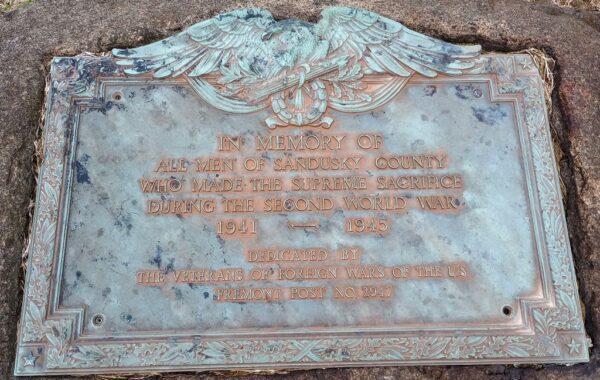 IN MEMORY OF
ALL MEN OF SANDUSKY COUNTY
WHO MADE THE SUPREME SACRIFICE
DURING THE SECOND WORLD WAR
1941 — 1945
DEDICATED BY
THE VETERANS OF FOREIGN WARS OF THE U.S.
FREMONT POST NO. 2947